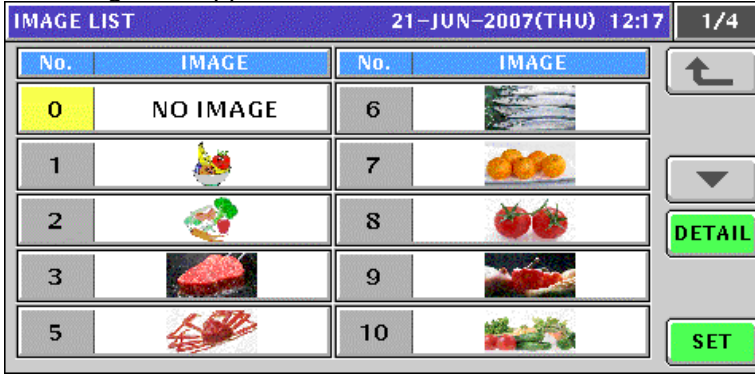 IMAGE LIST 21-JUN-2007(THU) 12:17 1/4
No. IMAGE No. IMAGE
0 NO IMAGE 6
1 7
2 8
3 9
5 10
DETAIL
SET